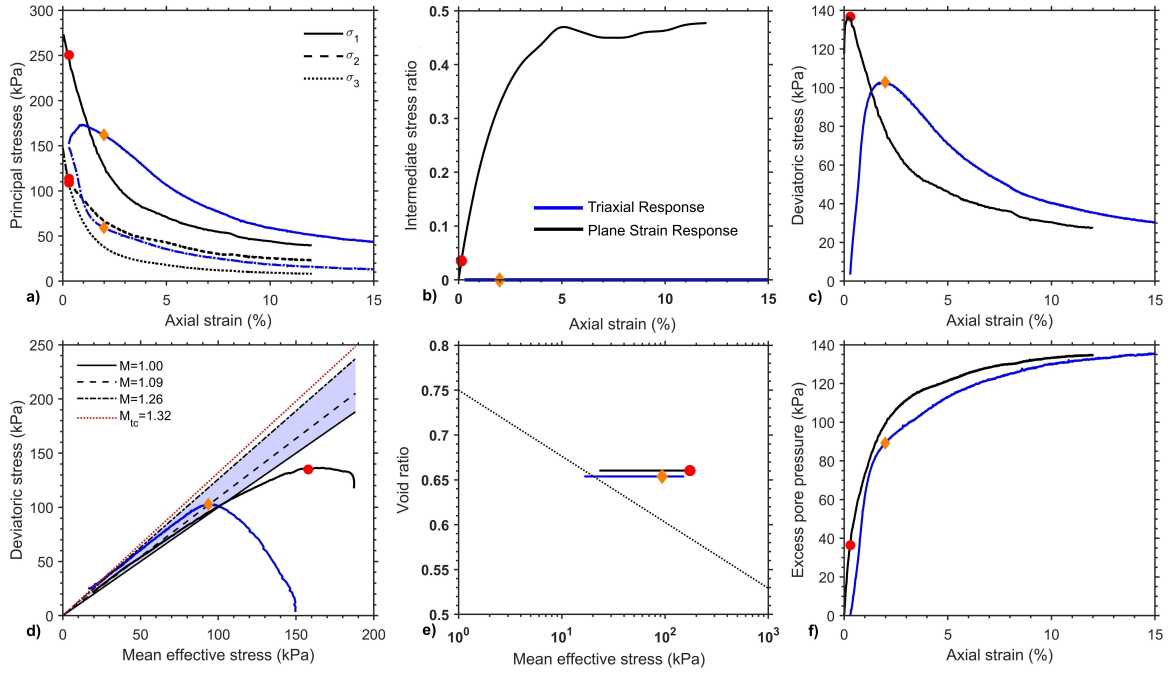 300
250
200
150
100
50
0
Principal stresses (kPa)
σ1
σ2
σ3
0 5 10 15
a)
Axial strain (%)
0.5
0.4
0.3
0.2
0.1
0
Intermediate stress ratio
Triaxial Response
Plane Strain Response
0 5 10 15
b)
Axial strain (%)
140
120
100
80
60
40
20
0
Deviatoric stress (kPa)
0 5 10 15
c)
Axial strain (%)
250
200
150
100
50
0
Deviatoric stress (kPa)
M=1.00
M=1.09
M=1.26
Mtc=1.32
0 50 100 150 200
d)
Mean effective stress (kPa)
0.8
0.75
0.7
0.65
0.6
0.55
0.5
Void ratio
10^0 10^1 10^2 10^3
e)
Mean effective stress (kPa)
140
120
100
80
60
40
20
0
Excess pore pressure (kPa)
0 5 10 15
f)
Axial strain (%)